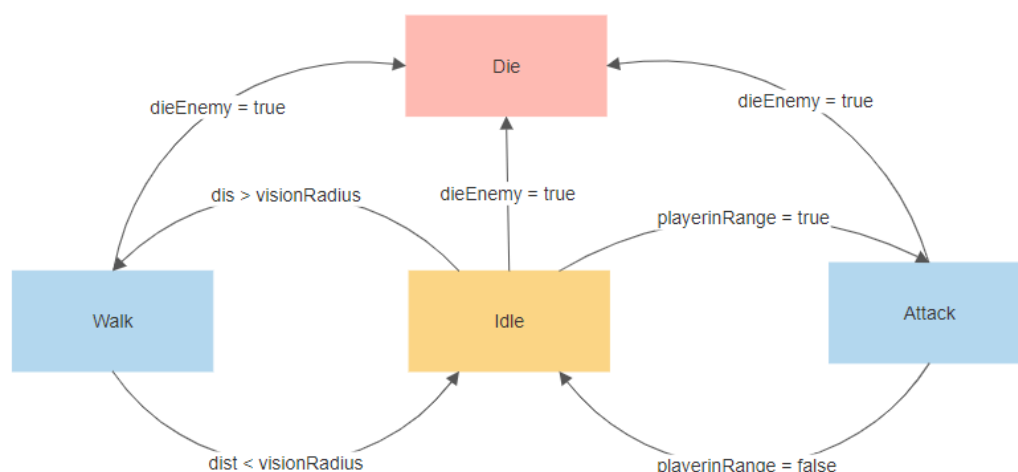 Die
dieEnemy = true
dieEnemy = true
dis > visionRadius
dieEnemy = true
playerinRange = true
Walk
Idle
Attack
dist < visionRadius
playerinRange = false